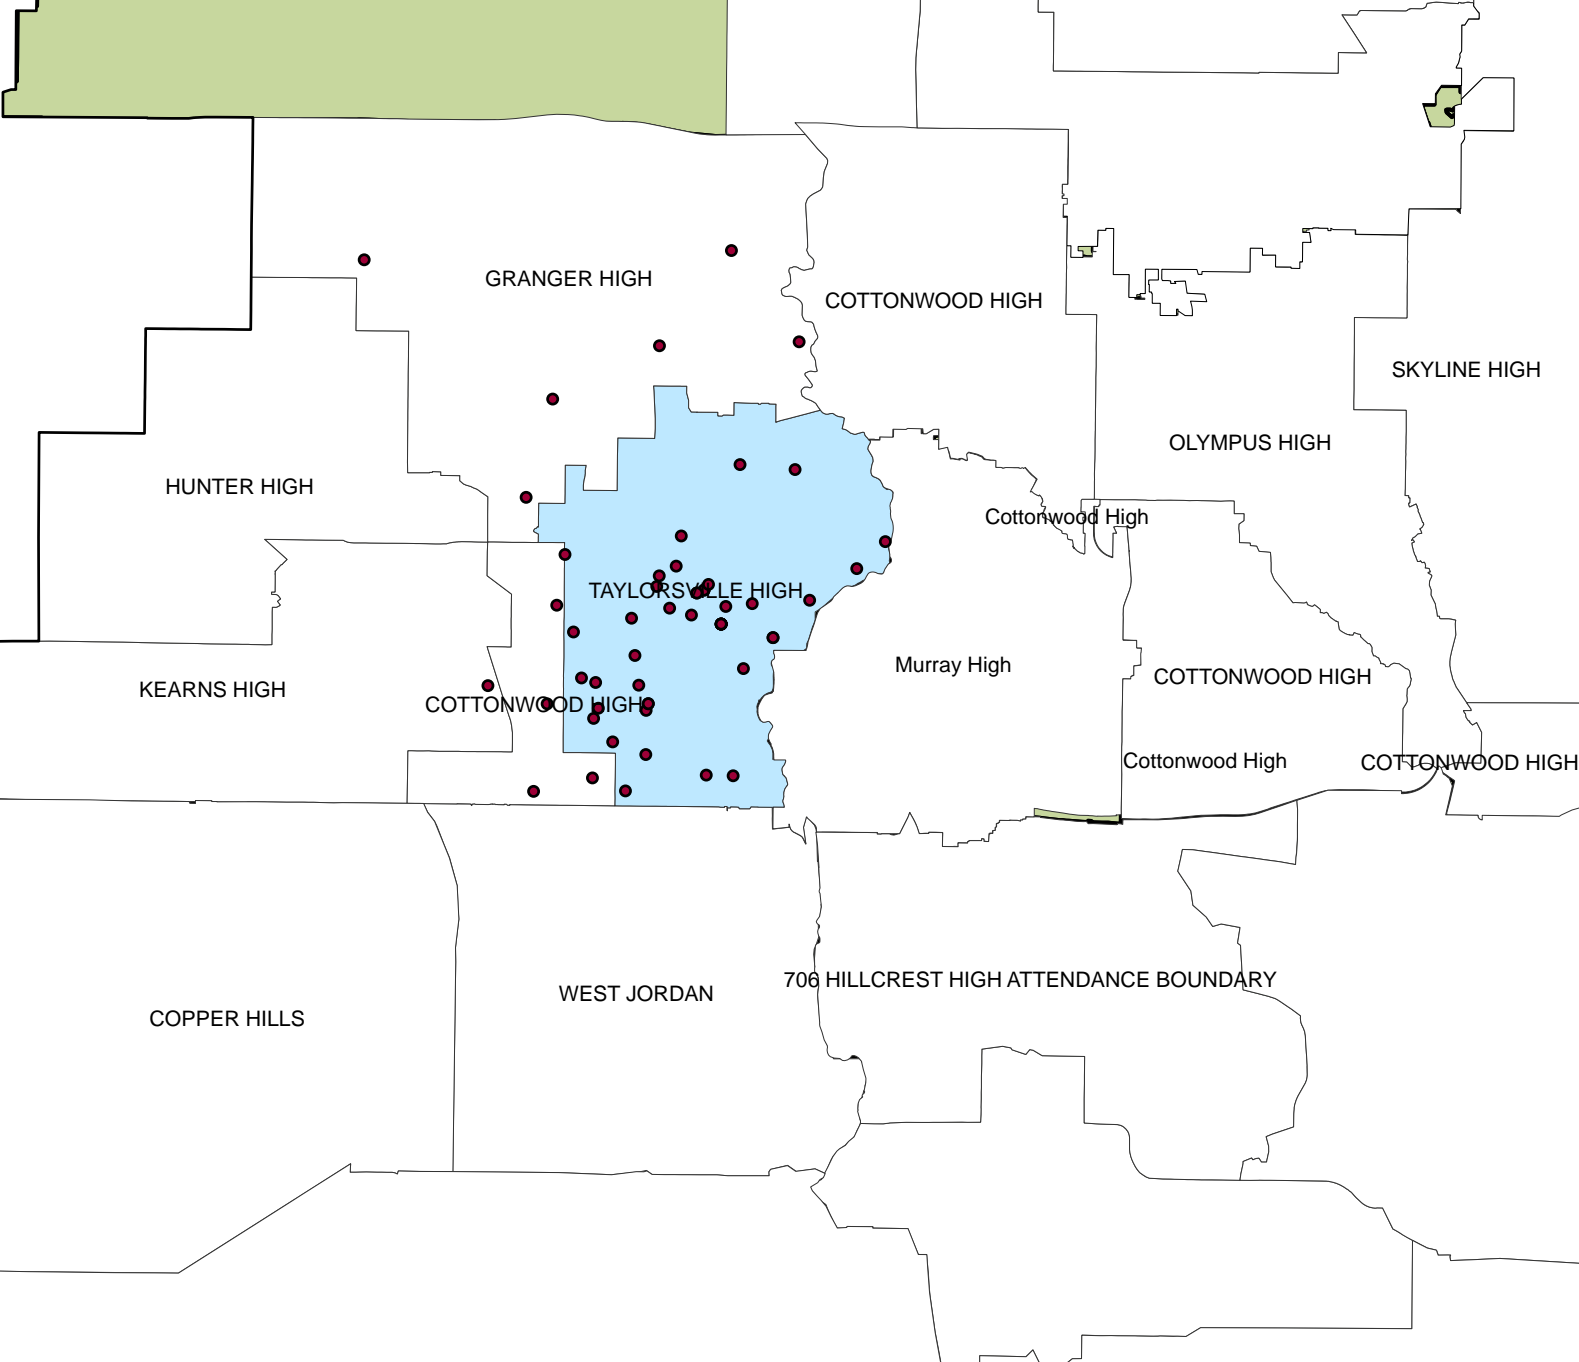 GRANGER HIGH
COTTONWOOD HIGH
SKYLINE HIGH
OLYMPUS HIGH
HUNTER HIGH
Cottonwood High
TAYLORSVILLE HIGH
Murray High
COTTONWOOD HIGH
KEARNS HIGH
COTTONWOOD HIGH
Cottonwood High
COTTONWOOD HIGH
706 HILLCREST HIGH ATTENDANCE BOUNDARY
WEST JORDAN
COPPER HILLS